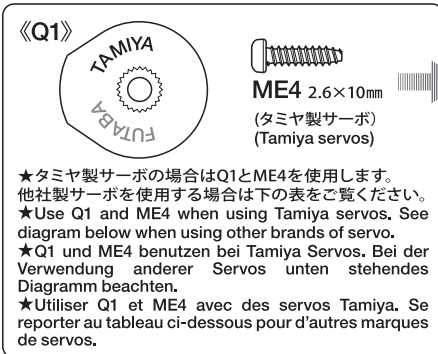 《Q1》
TAMIYA
FUTABA
ME4 2.6×10㎜
(タミヤ製サーボ)
(Tamiya servos)
★タミヤ製サーボの場合はQ1とME4を使用します。
他社製サーボを使用する場合は下の表をご覧ください。
★Use Q1 and ME4 when using Tamiya servos. See
diagram below when using other brands of servo.
★Q1 und ME4 benutzen bei Tamiya Servos. Bei der
Verwendung anderer Servos unten stehendes
Diagramm beachten.
★Utiliser Q1 et ME4 avec des servos Tamiya. Se
reporter au tableau ci-dessous pour d'autres marques
de servos.